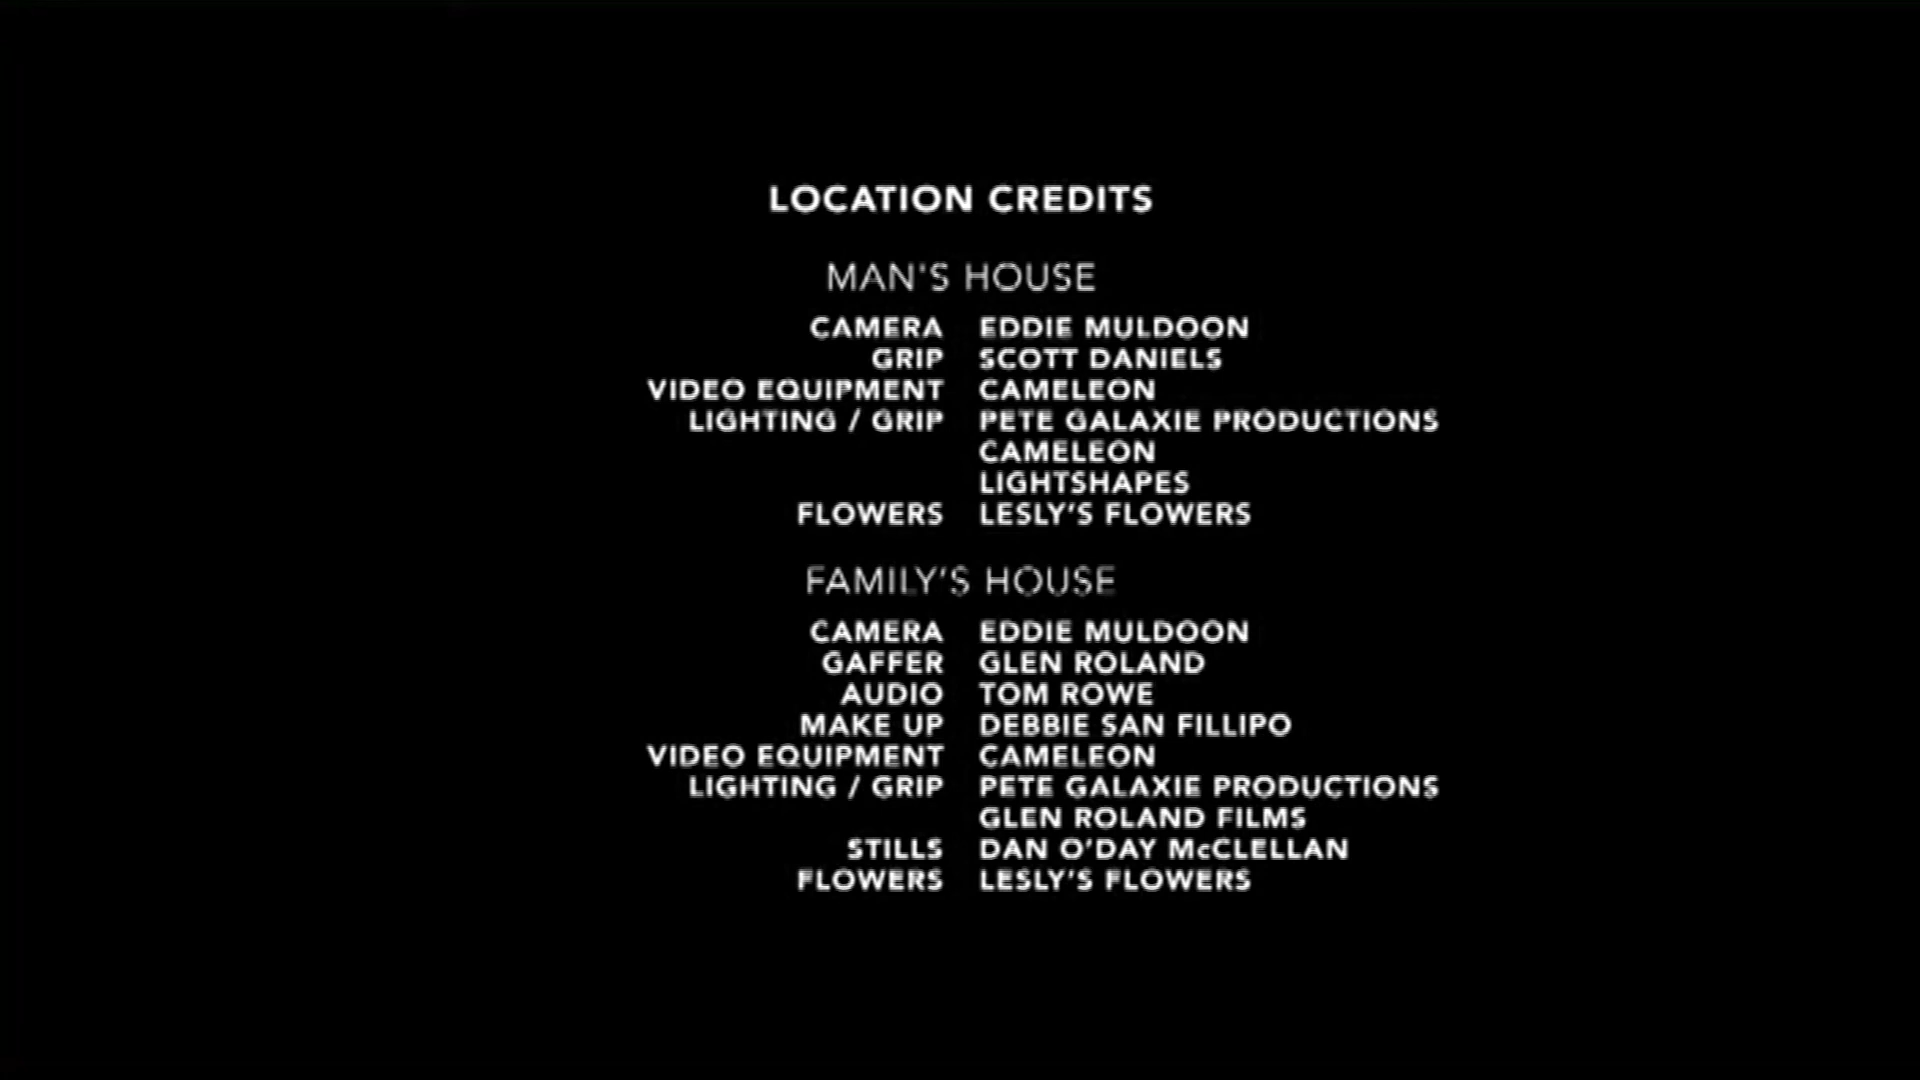 LOCATION CREDITS
MAN'S HOUSE
CAMERA EDDIE MULDOON
GRIP SCOTT DANIELS
VIDEO EQUIPMENT CAMELEON
LIGHTING / GRIP PETE GALAXIE PRODUCTIONS
CAMELEON
LIGHTSHAPES
FLOWERS LESLY’S FLOWERS
FAMILY’S HOUSE
CAMERA EDDIE MULDOON
GAFFER GLEN ROLAND
AUDIO TOM ROWE
MAKE UP DEBBIE SAN FILLIPO
VIDEO EQUIPMENT CAMELEON
LIGHTING / GRIP PETE GALAXIE PRODUCTIONS
GLEN ROLAND FILMS
STILLS DAN O’DAY McCLELLAN
FLOWERS LESLY’S FLOWERS